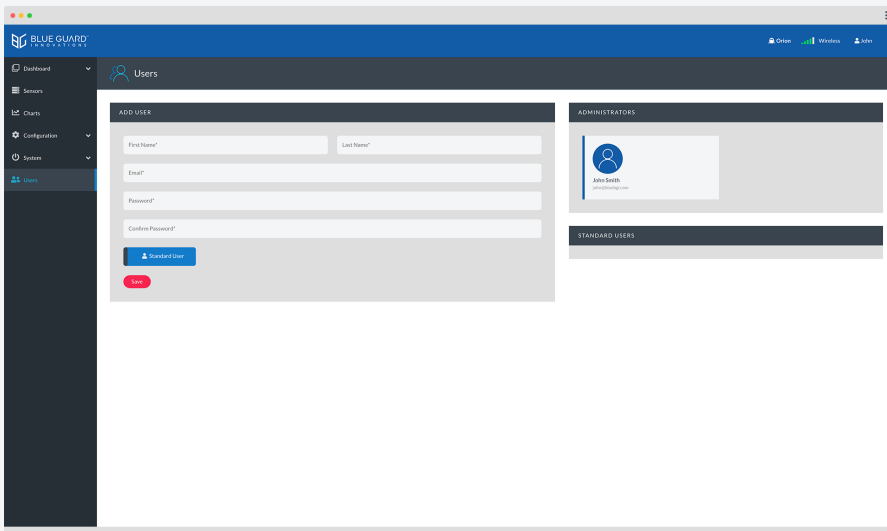 BLUE GUARD
INNOVATIONS
Orion
Wireless
John
Dashboard
Sensors
Charts
Configuration
System
Users
Users
ADD USER
First Name*
Last Name*
Email*
Password*
Confirm Password*
Standard User
Save
ADMINISTRATORS
John Smith
STANDARD USERS